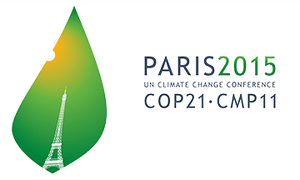 PARIS2015
UN CLIMATE CHANGE CONFERENCE
COP21·CMP11